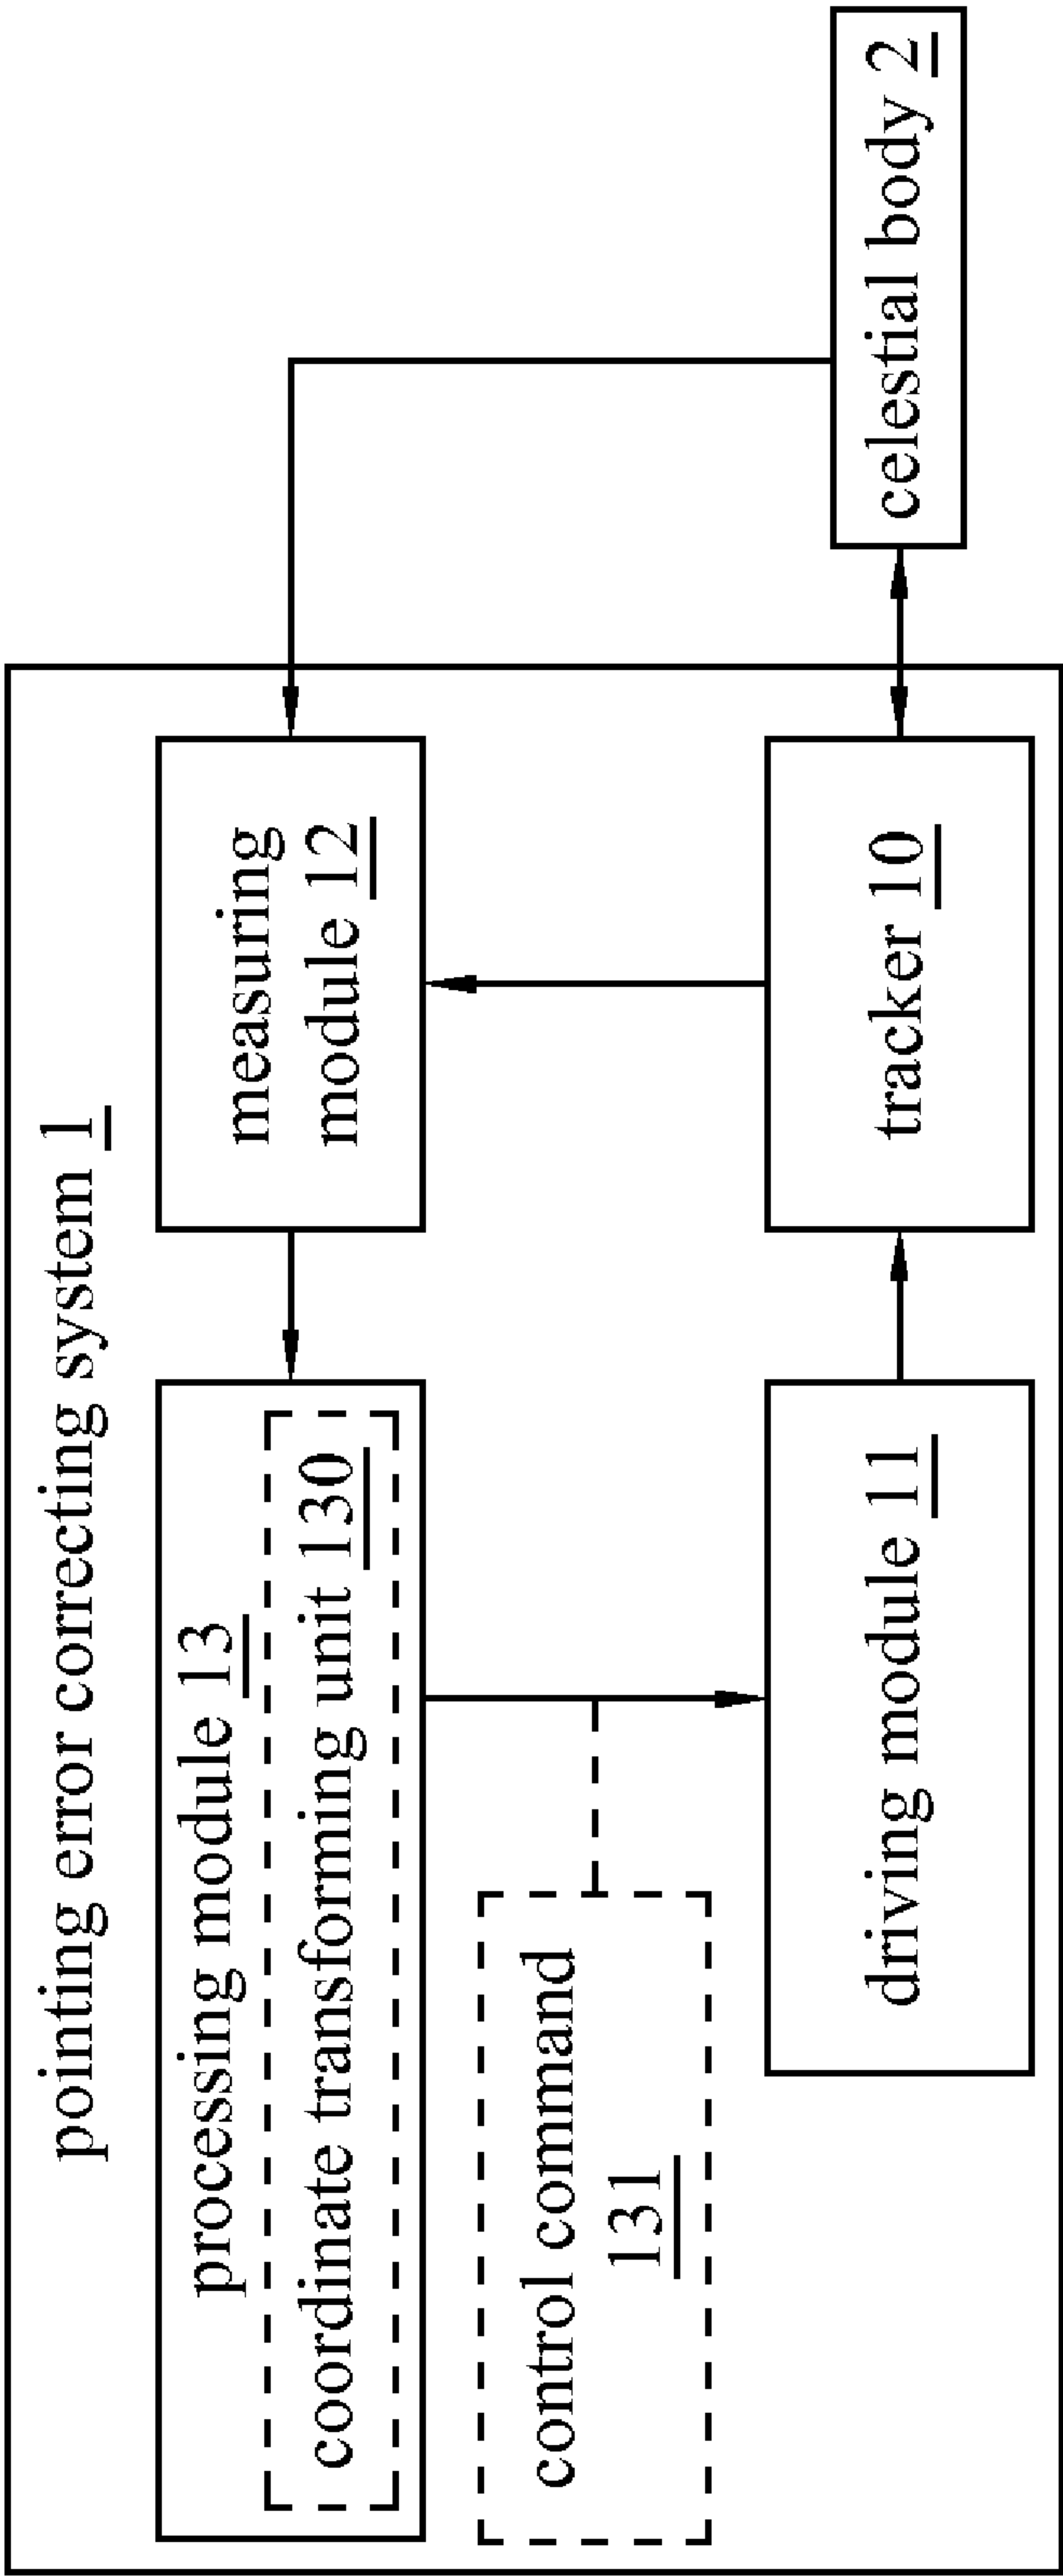 pointing error correcting system 1
processing module 13
coordinate transforming unit 130
measuring
module 12
control command
131
driving module 11
tracker 10
celestial body 2